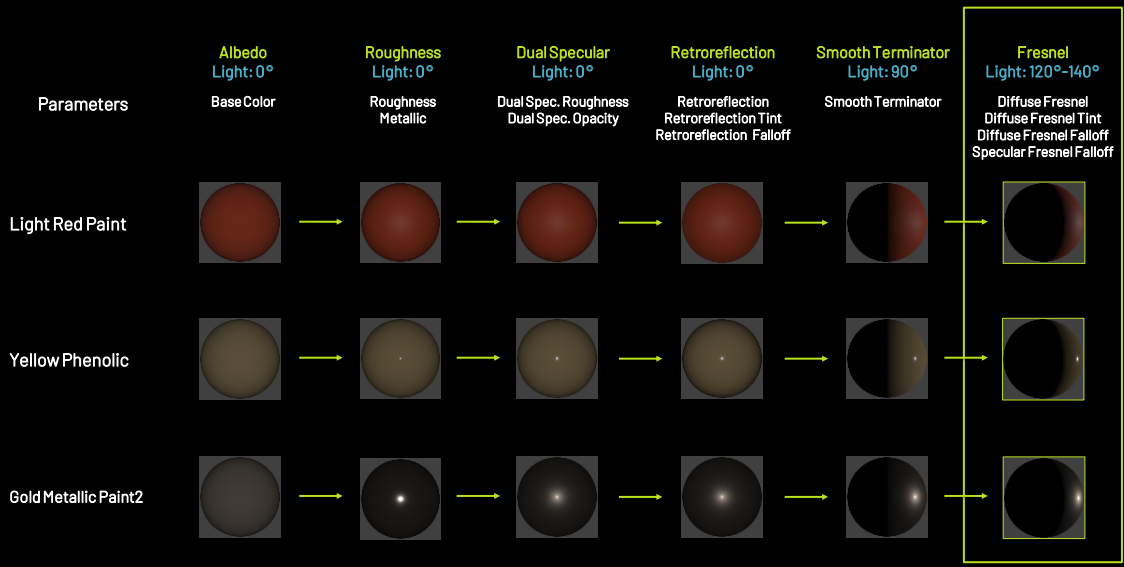 Albedo
Light: 0°
Roughness
Light: 0°
Dual Specular
Light: 0°
Retroreflection
Light: 0°
Smooth Terminator
Light: 90°
Fresnel
Light: 120°-140°
Parameters
Base Color
Roughness
Metallic
Dual Spec. Roughness
Dual Spec. Opacity
Retroreflection
Retroreflection Tint
Retroreflection Falloff
Smooth Terminator
Diffuse Fresnel
Diffuse Fresnel Tint
Diffuse Fresnel Falloff
Specular Fresnel Falloff
Light Red Paint
Yellow Phenolic
Gold Metallic Paint2